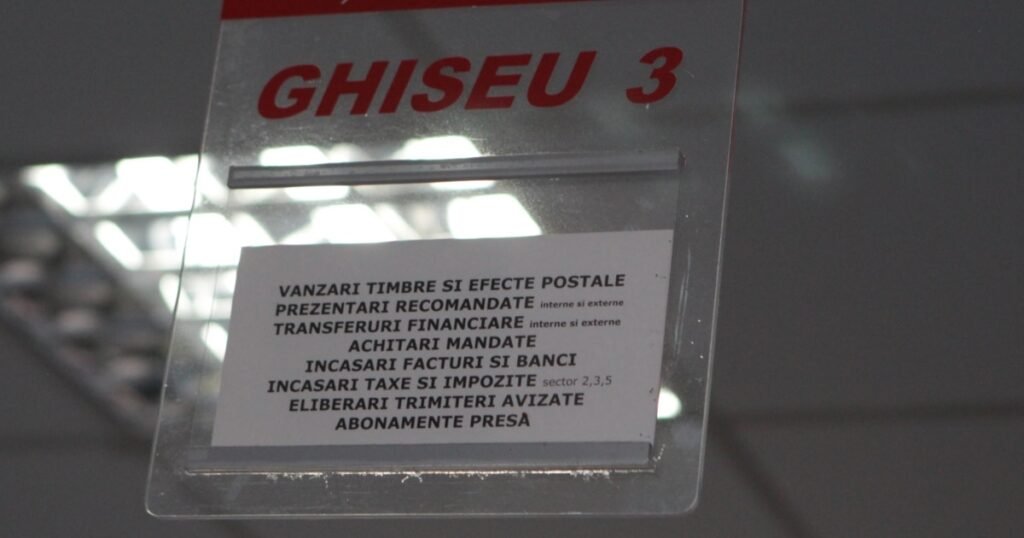 GHISEU 3
VANZARI TIMBRE SI EFECTE POSTALE
PREZENTARI RECOMANDATE interne si externe
TRANSFERURI FINANCIARE interne si externe
ACHITARI MANDATE
INCASARI FACTURI SI BANCI
INCASARI TAXE SI IMPOZITE sector 2,3,5
ELIBERARI TRIMITERI AVIZATE
ABONAMENTE PRESĂ